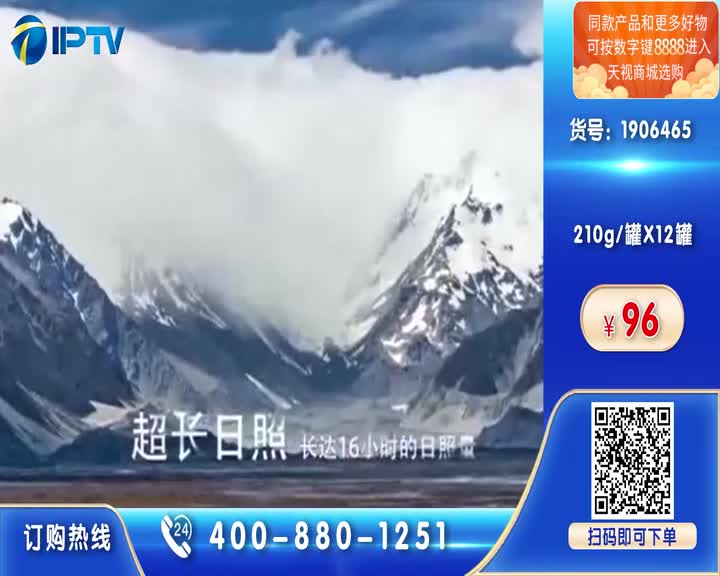 IPTV
同款产品和更多好物
可按数字键8888进入
天视商城选购
货号：1906465
210g/罐X12罐
¥96
超长日照 长达16小时的日照量
扫码即可下单
订购热线 24 400-880-1251